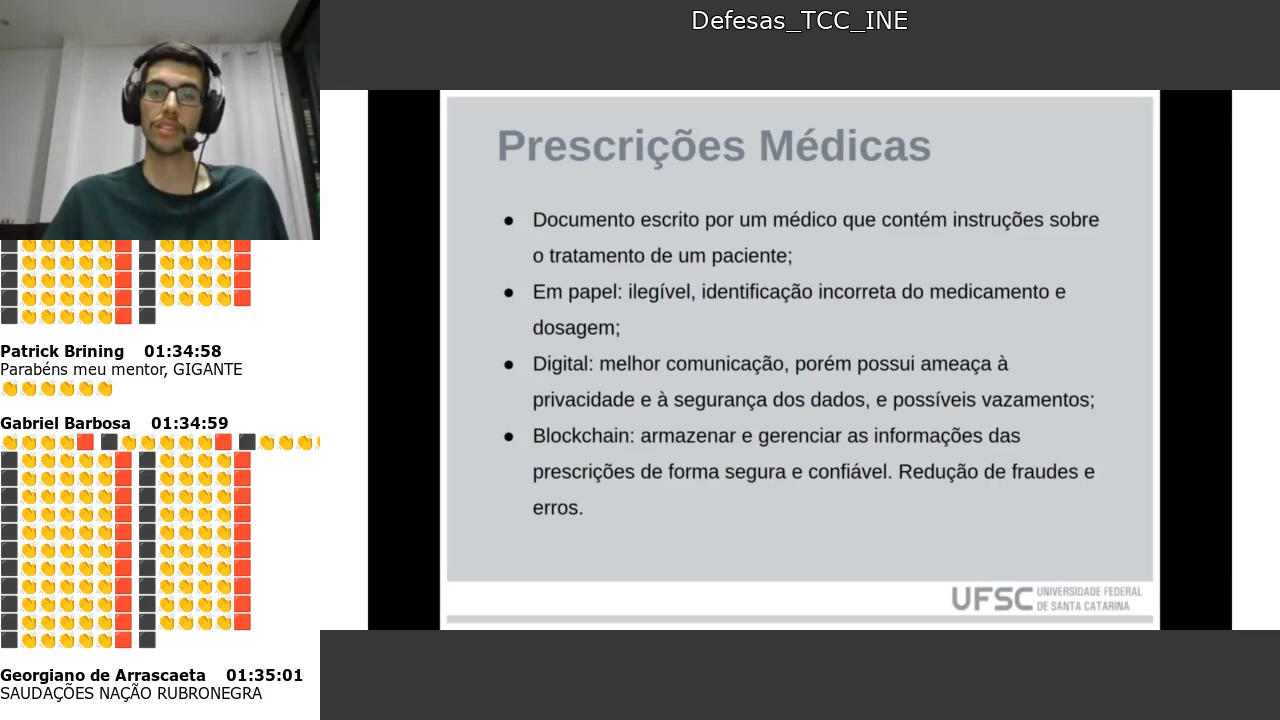 Defesas_TCC_INE
Prescrições Médicas
● Documento escrito por um médico que contém instruções sobre
o tratamento de um paciente;
● Em papel: ilegível, identificação incorreta do medicamento e
dosagem;
● Digital: melhor comunicação, porém possui ameaça à
privacidade e à segurança dos dados, e possíveis vazamentos;
● Blockchain: armazenar e gerenciar as informações das
prescrições de forma segura e confiável. Redução de fraudes e
erros.
UFSC UNIVERSIDADE FEDERAL
DE SANTA CATARINA
Patrick Brining 01:34:58
Parabéns meu mentor, GIGANTE
👏👏👏👏👏👏
Gabriel Barbosa 01:34:59
Georgiano de Arrascaeta 01:35:01
SAUDAÇÕES NAÇÃO RUBRONEGRA